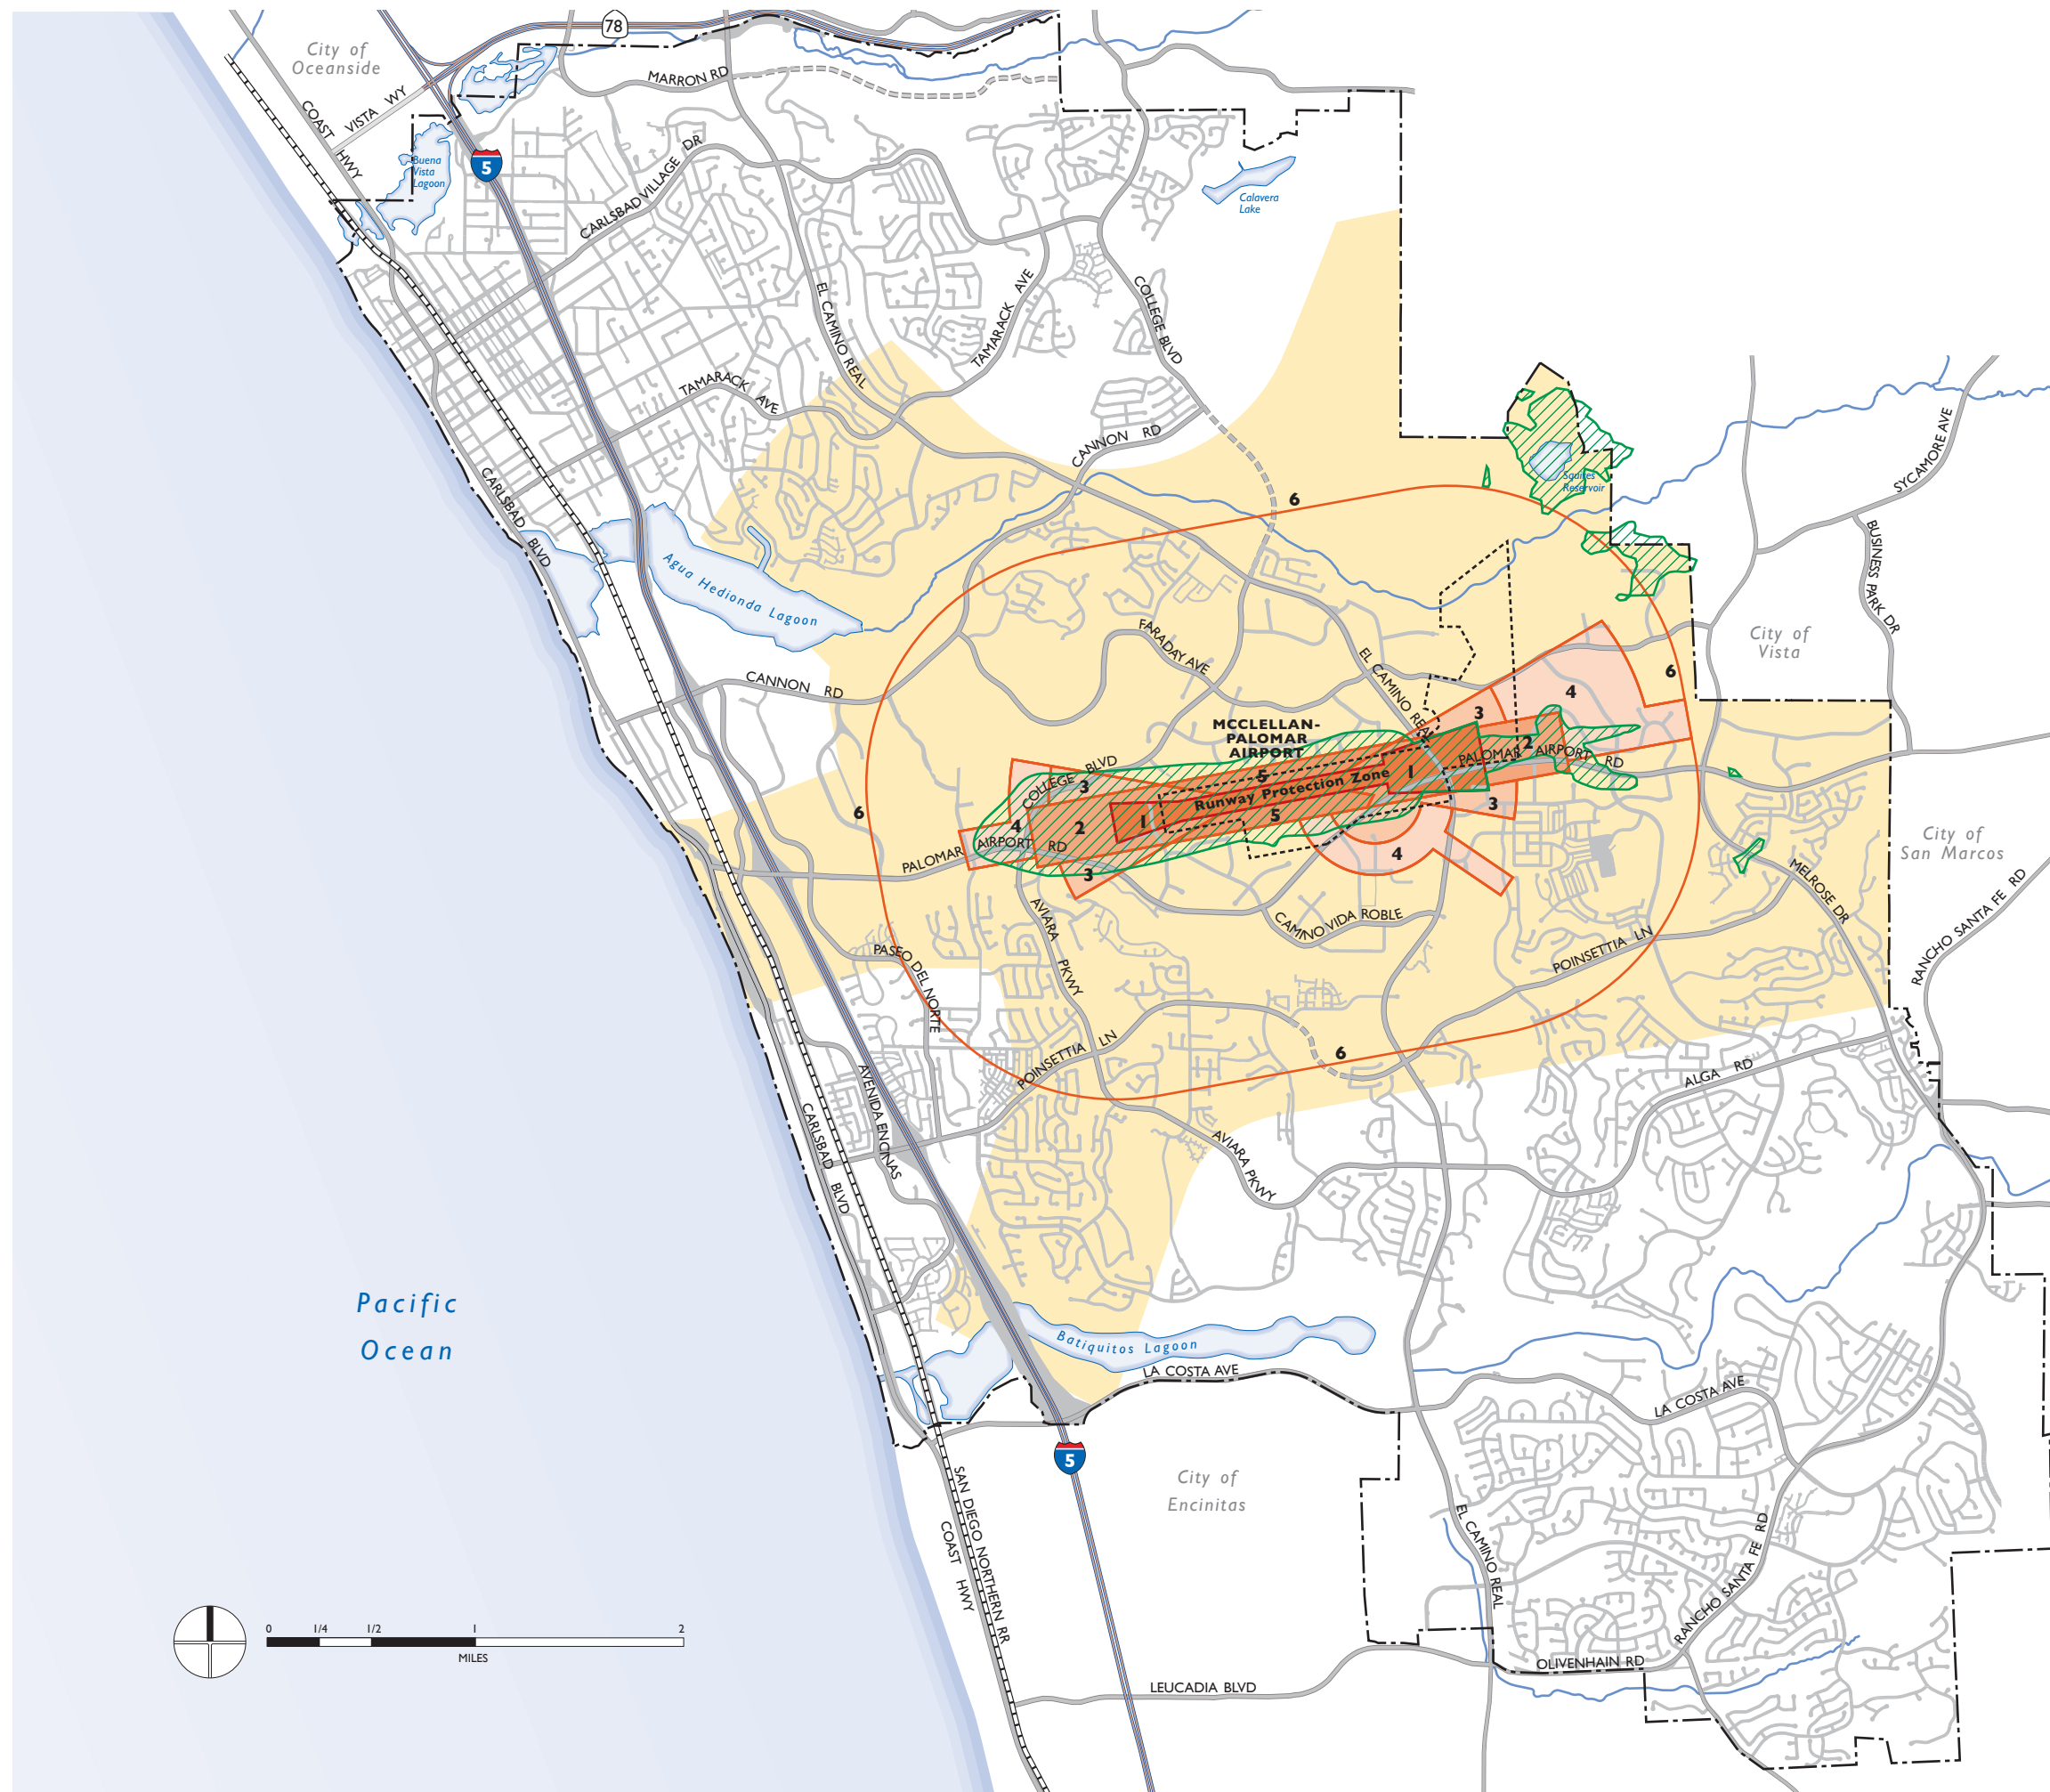 78
City of
Oceanside
MARRON RD
VISTA WY
COAST HWY
Buena
Vista
Lagoon
5
CARLSBAD VILLAGE DR
Calavera
Lake
EL CAMINO REAL
TAMARACK AVE
COLLEGE BLVD
TAMARACK AVE
CANNON RD
SYCAMORE AVE
CARLSBAD BLVD
Squires
Reservoir
6
BUSINESS PARK DR
Agua Hedionda Lagoon
FARADAY AVE
City of
Vista
EL CAMINO REAL
6
CANNON RD
4
3
MCCLELLAN-
PALOMAR
AIRPORT
2
PALOMAR AIRPORT RD
COLLEGE BLVD
5
1
Runway Protection Zone
3
3
6
4
2
1
5
City of
San Marcos
PALOMAR AIRPORT RD
4
3
MELROSE DR
RANCHO SANTA FE RD
AVIARA PKWY
CAMINO VIDA ROBLE
POINSETTIA LN
PASEO DEL NORTE
POINSETTIA LN
6
ALGA RD
AVENIDA ENCINAS
CARLSBAD BLVD
AVIARA PKWY
Pacific
Ocean
Batiquitos Lagoon
LA COSTA AVE
LA COSTA AVE
5
City of
Encinitas
SAN DIEGO NORTHERN RR
COAST HWY
EL CAMINO REAL
RANCHO SANTA FE RD
0 1/4 1/2 1 2
MILES
OLIVENHAIN RD
LEUCADIA BLVD